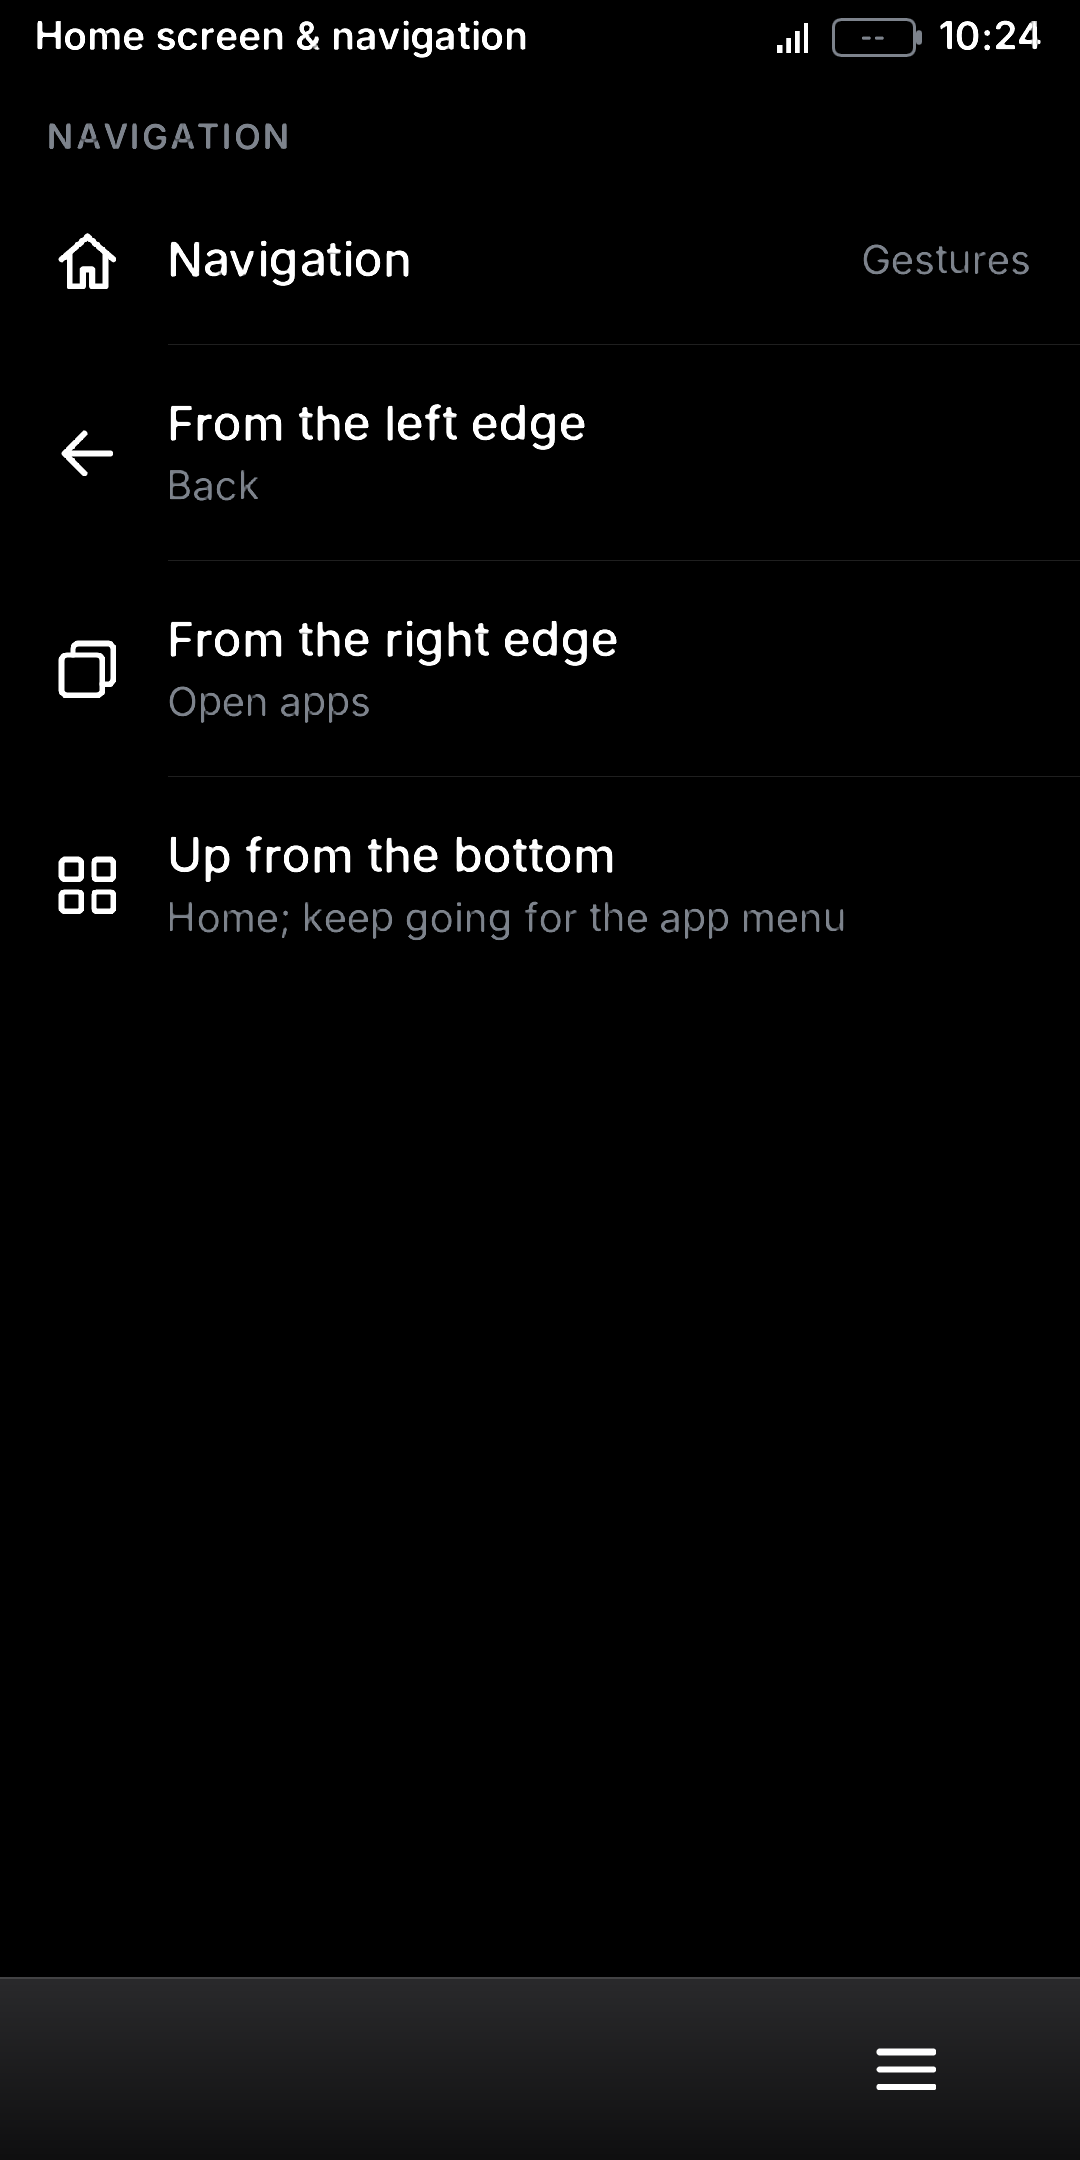 Home screen & navigation
-- 10:24
NAVIGATION
Navigation Gestures
From the left edge
Back
From the right edge
Open apps
Up from the bottom
Home; keep going for the app menu